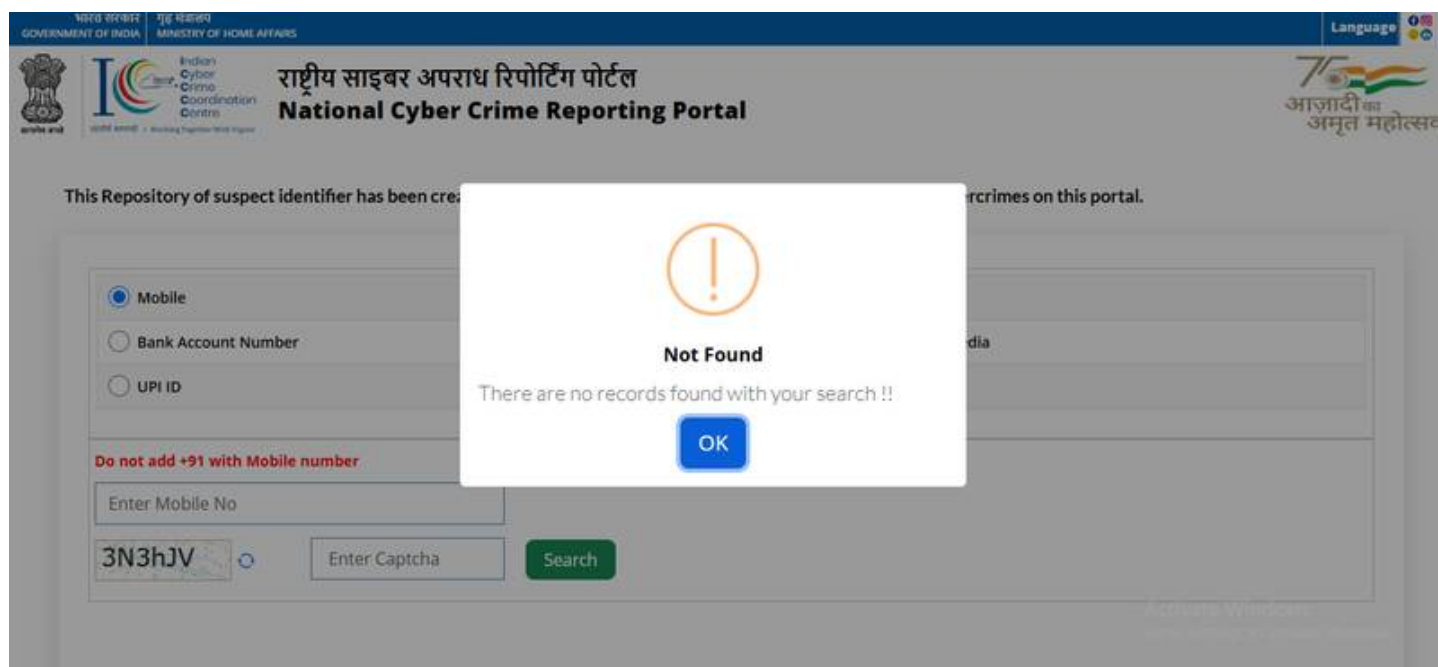 भारत सरकार
गृह मंत्रालय
GOVERNMENT OF INDIA
MINISTRY OF HOME AFFAIRS
Language
Indian
Cyber
Crime
Coordination
Centre
राष्ट्रीय साइबर अपराध रिपोर्टिंग पोर्टल
National Cyber Crime Reporting Portal
आज़ादी का
अमृत महोत्सव
This Repository of suspect identifier has been
on this portal.
Mobile
Bank Account Number
UPI ID
Not Found
There are no records found with your search !!
OK
Do not add +91 with Mobile number
Enter Mobile No
3N3hJV
Enter Captcha
Search
Activate Windows